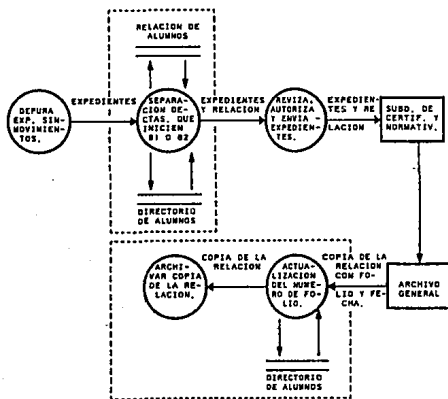 RELACION DE
ALUMNOS
DEPURA
EXP. SIN-
MOVIMIEN-
TOS.
EXPEDIENTES
SEPARA-
CION DE-
CTAS. QUE
INICIEN
81 O 82
EXPEDIENTES
Y RELACION
REVIZA,
AUTORIZA
Y ENVIA -
EXPEDIEN-
TES.
EXPEDIEN-
TES Y RE
LACION
SUBD. DE
CERTIF. Y
NORMATIV.
DIRECTORIO
DE ALUMNOS
ARCHI-
VAR COPIA
DE LA RE-
LACION.
COPIA DE LA
RELACION
ACTUA-
LIZACION
DEL NUME-
RO DE FO-
LIO.
COPIA DE LA
RELACION
CON FO-
LIO Y FE-
CHA.
ARCHIVO
GENERAL
DIRECTORIO
DE ALUMNOS